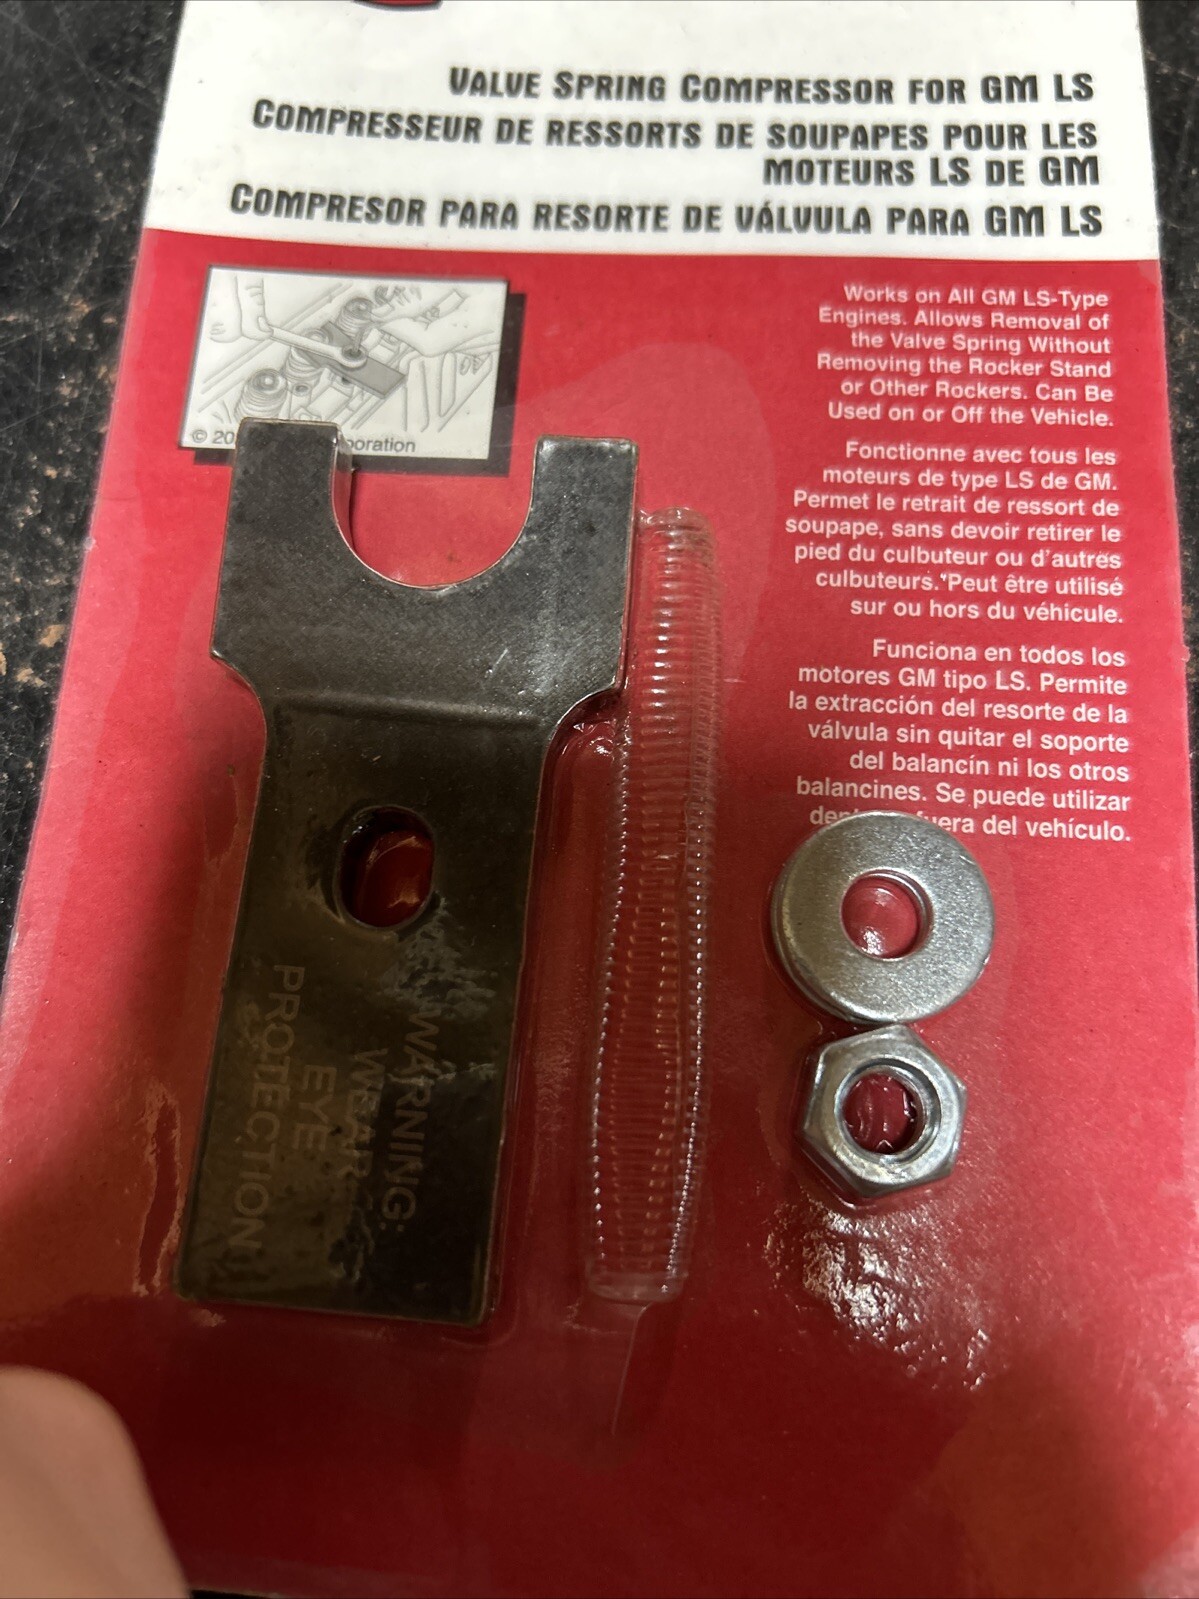 VALVE SPRING COMPRESSOR FOR GM LS
COMPRESSEUR DE RESSORTS DE SOUPAPES POUR LES
MOTEURS LS DE GM
COMPRESOR PARA RESORTE DE VÁLVULA PARA GM LS
Works on All GM LS-Type
Engines. Allows Removal of
the Valve Spring Without
Removing the Rocker Stand
or Other Rockers. Can Be
Used on or Off the Vehicle.
© 20
poration
Fonctionne avec tous les
moteurs de type LS de GM.
Permet le retrait de ressort de
soupape, sans devoir retirer le
pied du culbuteur ou d'autres
culbuteurs. Peut être utilisé
sur ou hors du véhicule.
Funciona en todos los
motores GM tipo LS. Permite
la extracción del resorte de la
válvula sin quitar el soporte
del balancín ni los otros
balancines. Se puede utilizar
fuera del vehículo.
WARNING:
WEAR
EYE
PROTECTION